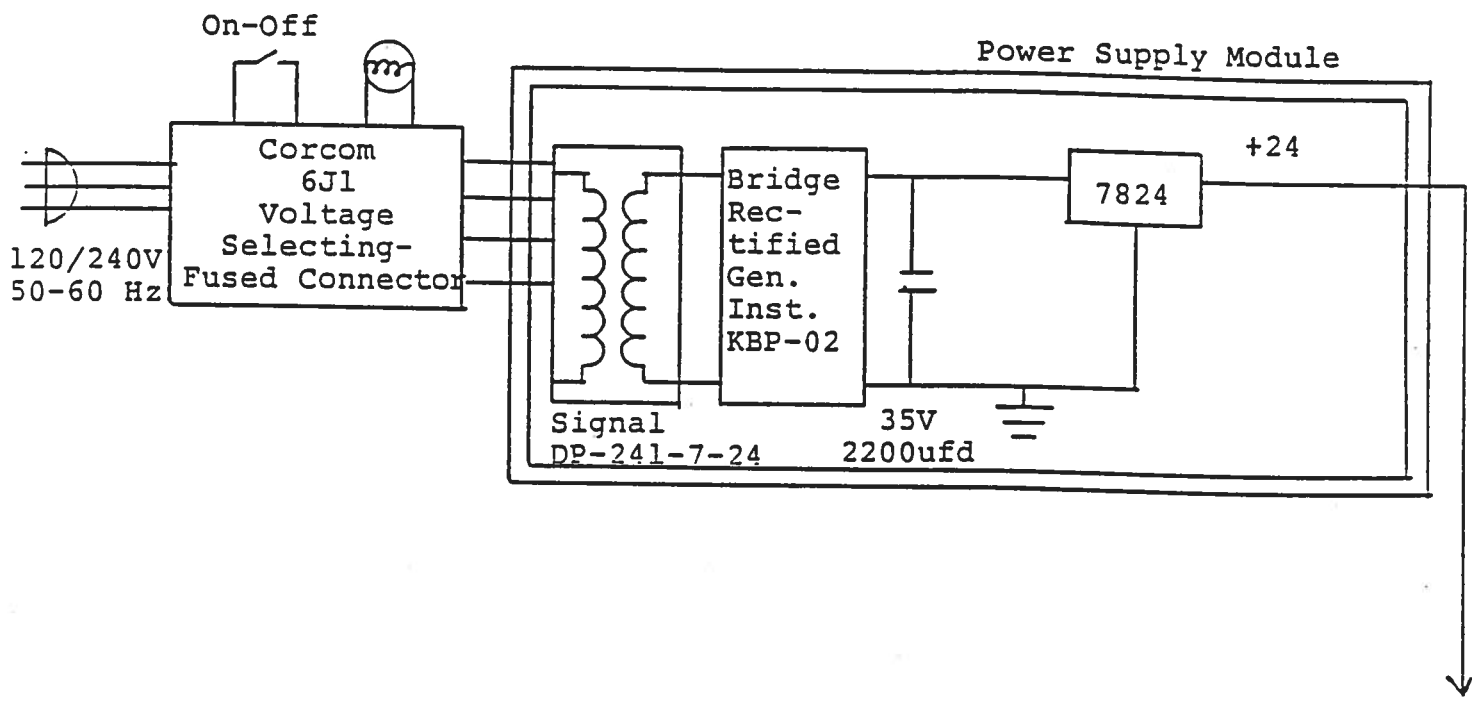 On-Off
Power Supply Module
Corcom
6J1
Voltage
Selecting-
Fused Connector
120/240V
50-60 Hz
Bridge
Rec-
tified
Gen.
Inst.
KBP-02
7824
+24
Signal
DP-241-7-24
35V
2200ufd